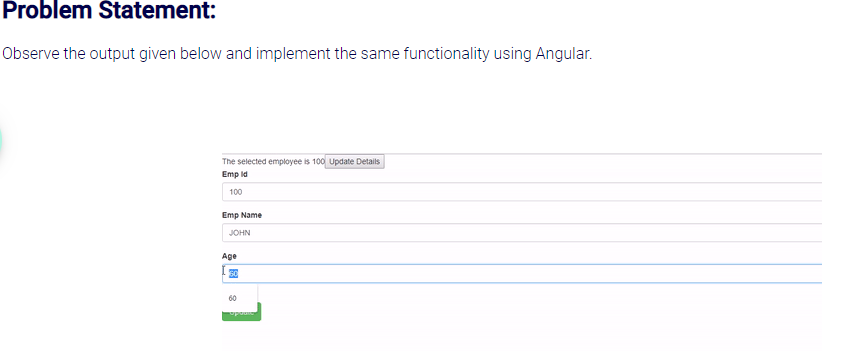 Problem Statement:
Observe the output given below and implement the same functionality using Angular.
The selected employee is 100 Update Details
Emp Id
100
Emp Name
JOHN
Age
60
60